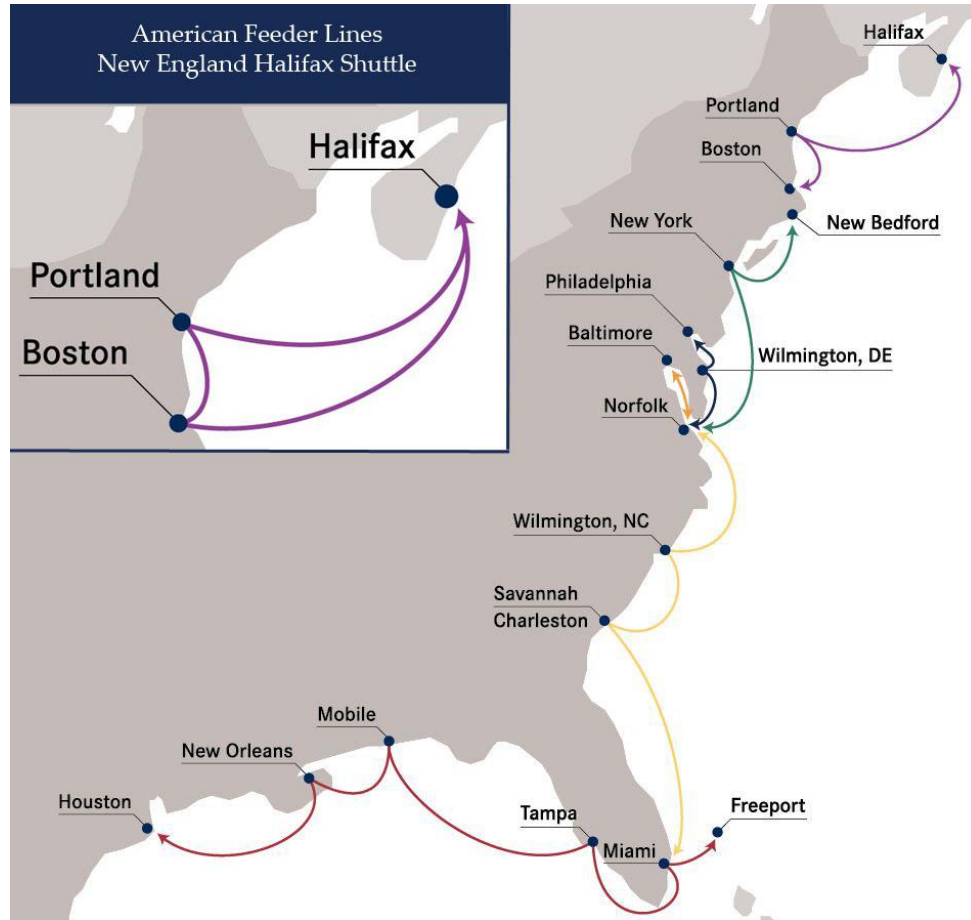 American Feeder Lines
New England Halifax Shuttle
Halifax
Portland
Boston
Halifax
Portland
Boston
New Bedford
New York
Philadelphia
Baltimore
Wilmington, DE
Norfolk
Wilmington, NC
Savannah
Charleston
Mobile
New Orleans
Houston
Tampa
Freeport
Miami